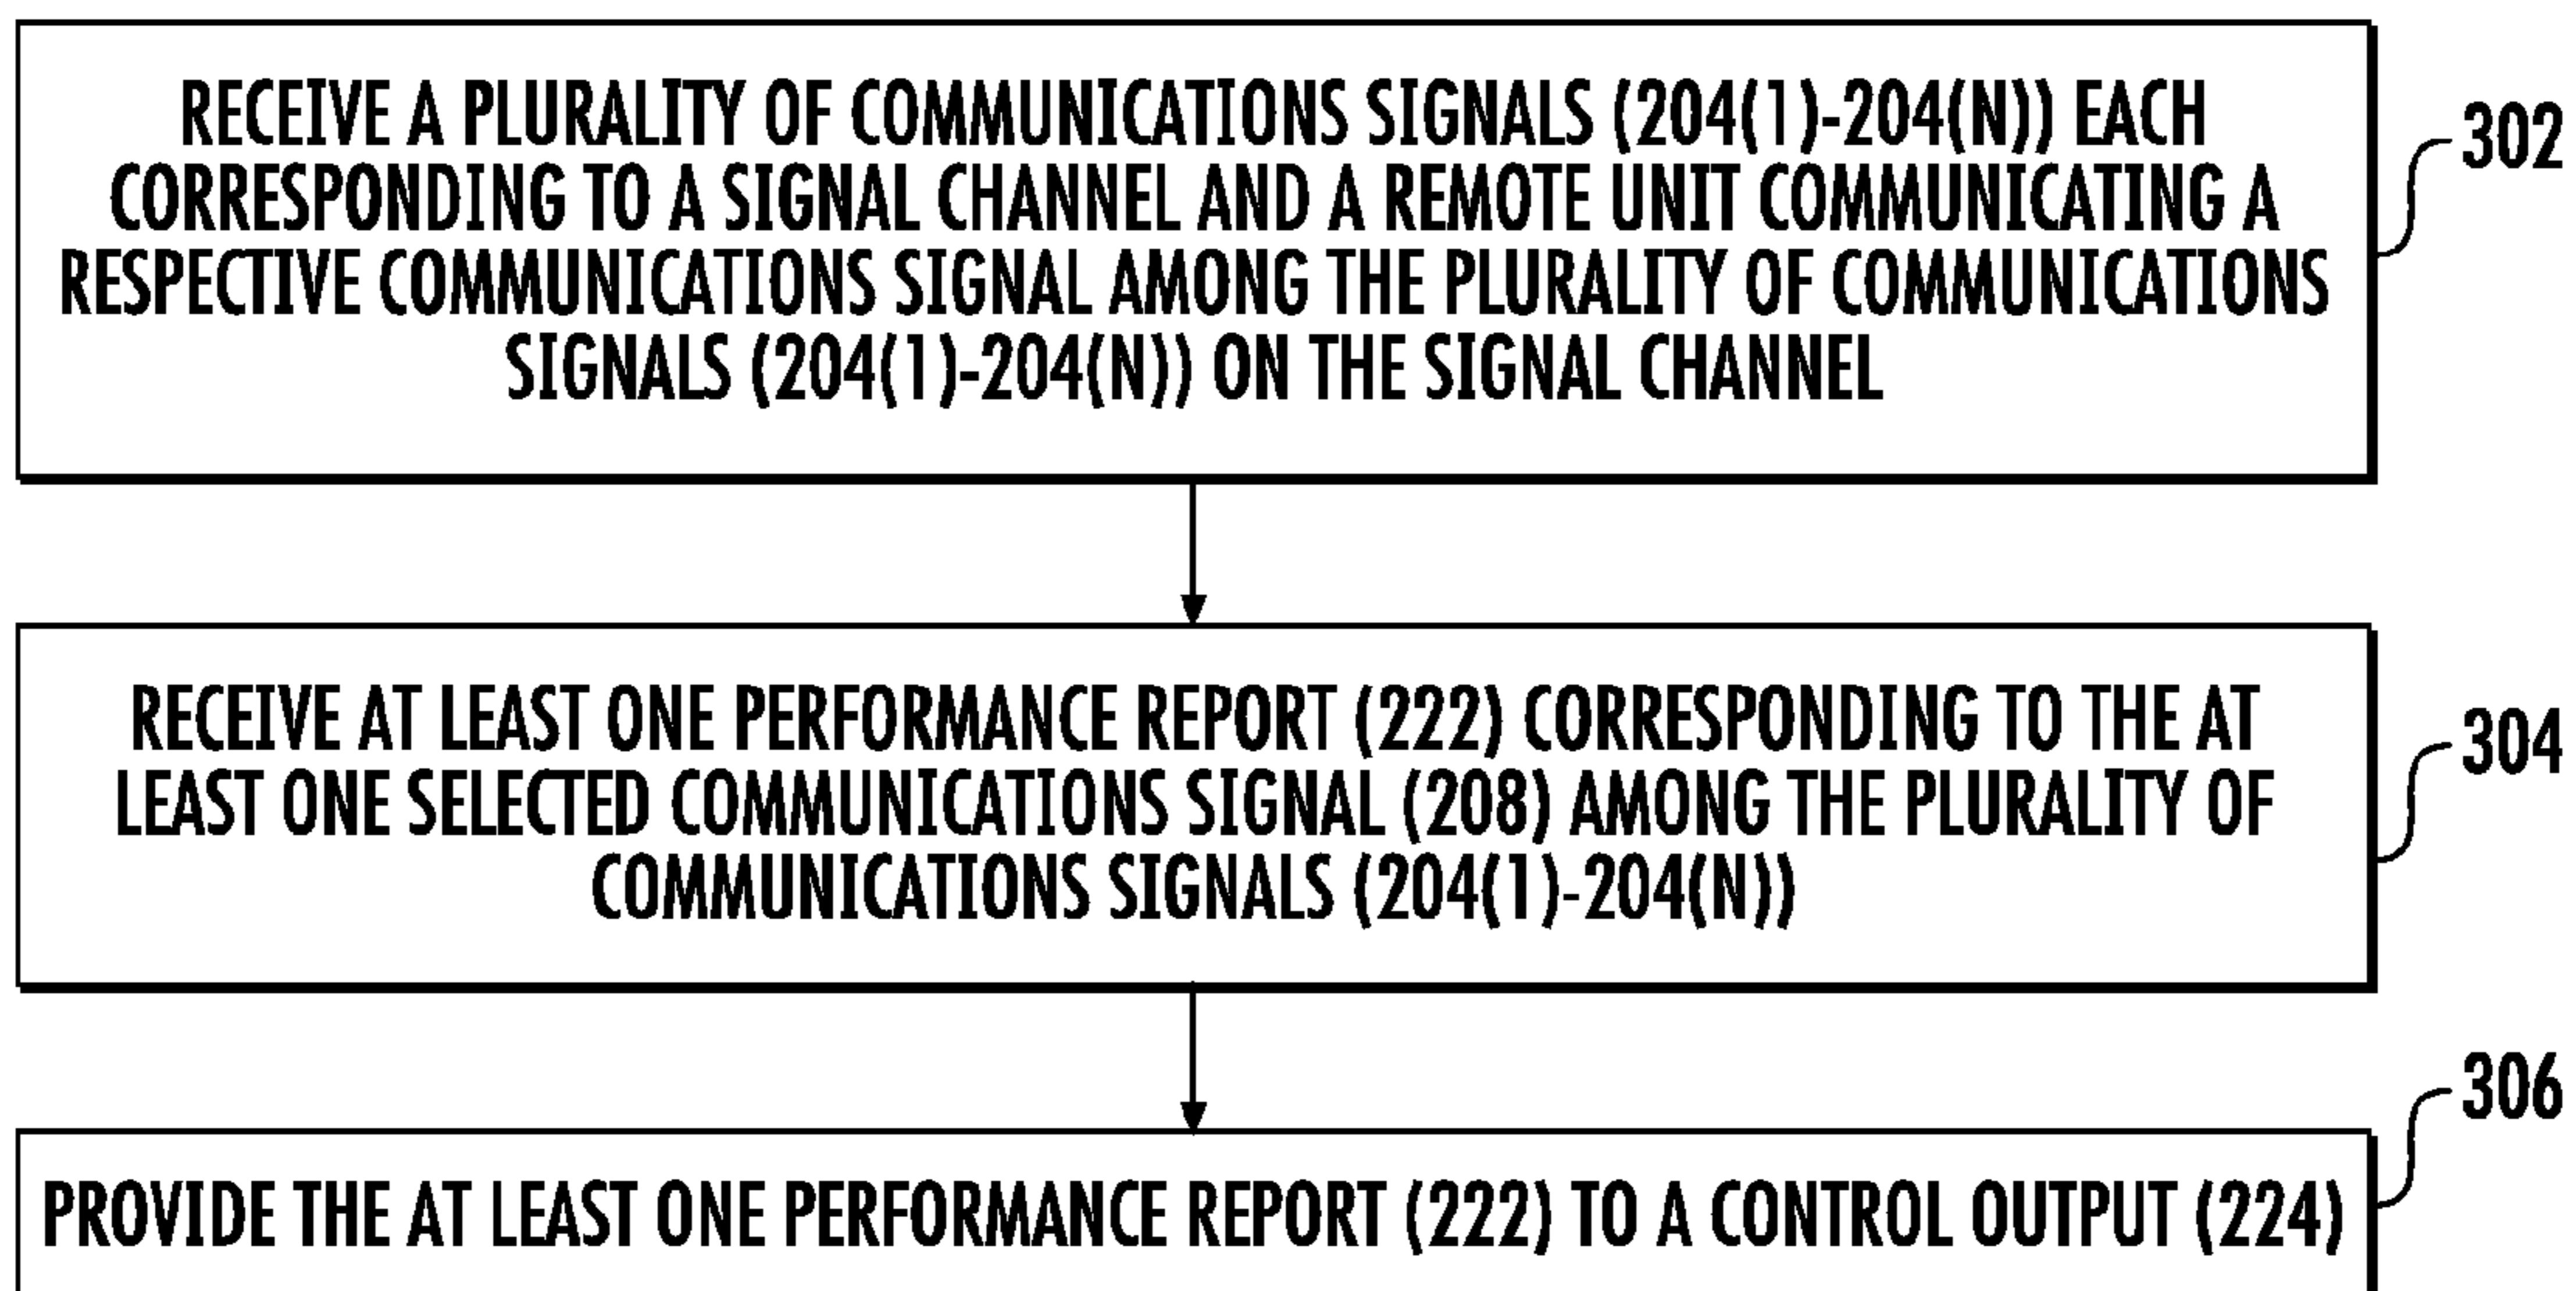 RECEIVE A PLURALITY OF COMMUNICATIONS SIGNALS (204(1)-204(N)) EACH
CORRESPONDING TO A SIGNAL CHANNEL AND A REMOTE UNIT COMMUNICATING A
RESPECTIVE COMMUNICATIONS SIGNAL AMONG THE PLURALITY OF COMMUNICATIONS
SIGNALS (204(1)-204(N)) ON THE SIGNAL CHANNEL
302
RECEIVE AT LEAST ONE PERFORMANCE REPORT (222) CORRESPONDING TO THE AT
LEAST ONE SELECTED COMMUNICATIONS SIGNAL (208) AMONG THE PLURALITY OF
COMMUNICATIONS SIGNALS (204(1)-204(N))
304
306
PROVIDE THE AT LEAST ONE PERFORMANCE REPORT (222) TO A CONTROL OUTPUT (224)